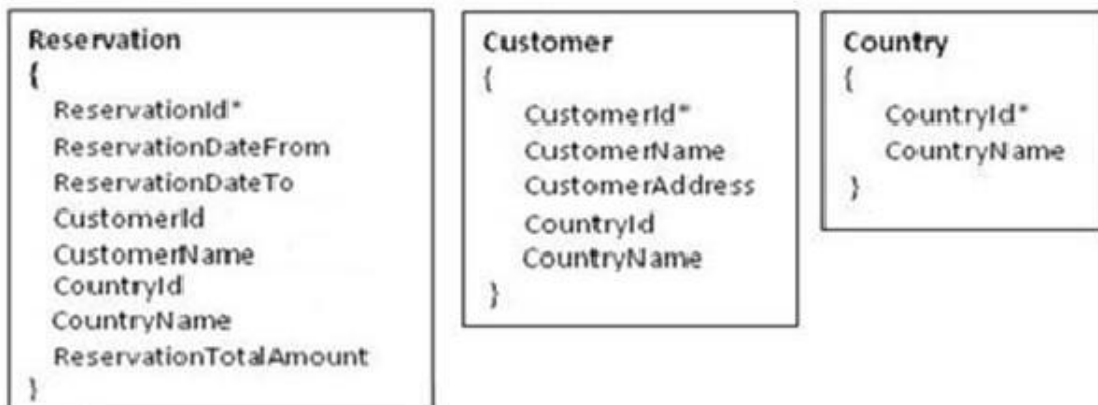 Reservation
{
ReservationId*
ReservationDateFrom
ReservationDateTo
CustomerId
CustomerName
CountryId
CountryName
ReservationTotalAmount
}
Customer
{
CustomerId*
CustomerName
CustomerAddress
CountryId
CountryName
}
Country
{
CountryId*
CountryName
}